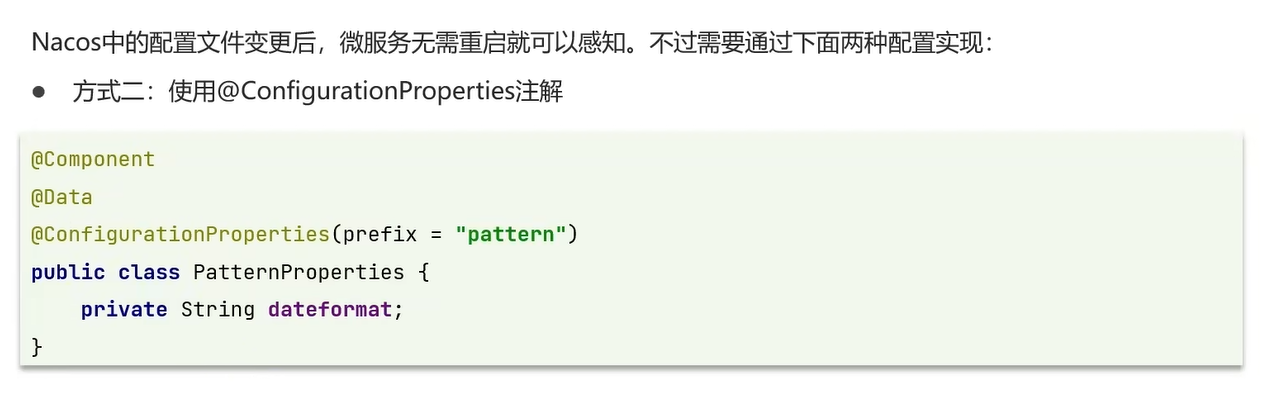 Nacos中的配置文件变更后，微服务无需重启就可以感知。不过需要通过下面两种配置实现：
● 方式二：使用@ConfigurationProperties注解
@Component
@Data
@ConfigurationProperties(prefix = "pattern")
public class PatternProperties {
    private String dateformat;
}